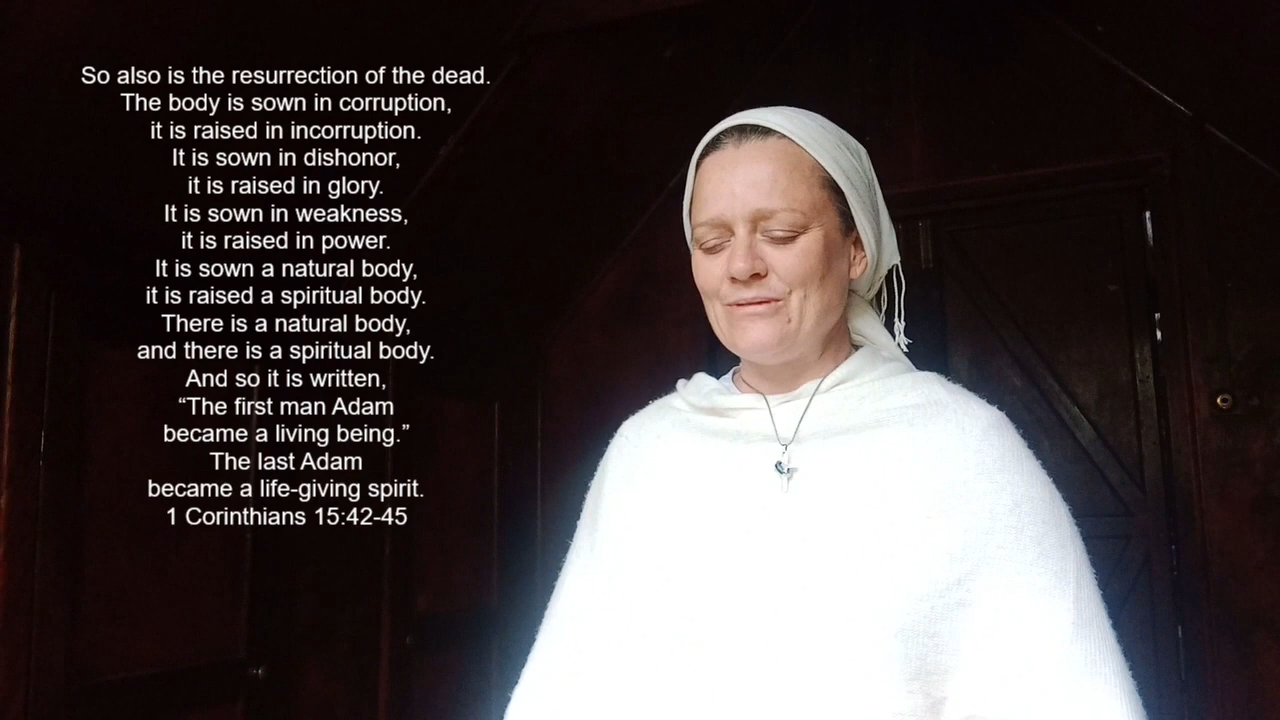 So also is the resurrection of the dead.
The body is sown in corruption,
it is raised in incorruption.
It is sown in dishonor,
it is raised in glory.
It is sown in weakness,
it is raised in power.
It is sown a natural body,
it is raised a spiritual body.
There is a natural body,
and there is a spiritual body.
And so it is written,
“The first man Adam
became a living being.”
The last Adam
became a life-giving spirit.
1 Corinthians 15:42-45